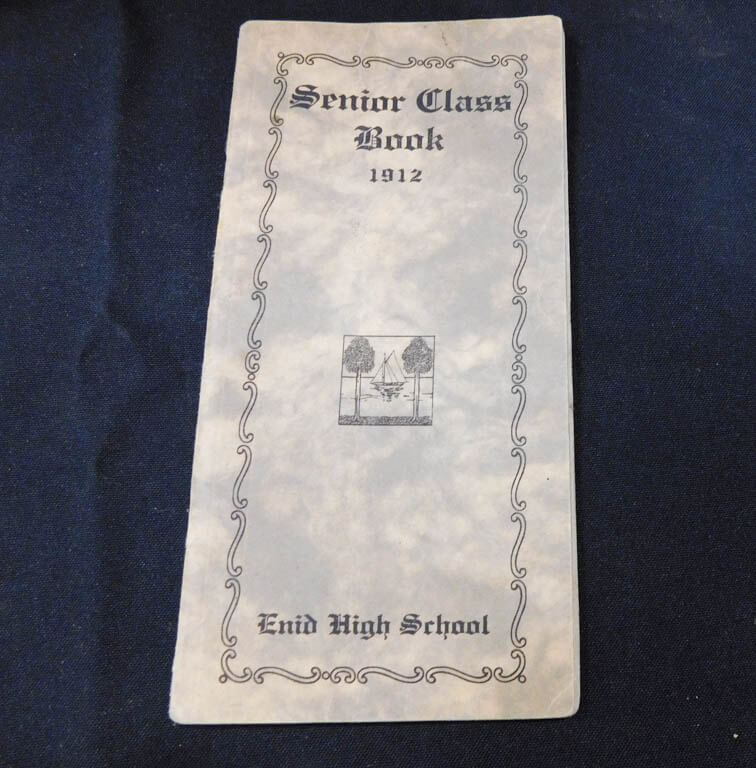 Senior Class
Book
1912
Enid High School